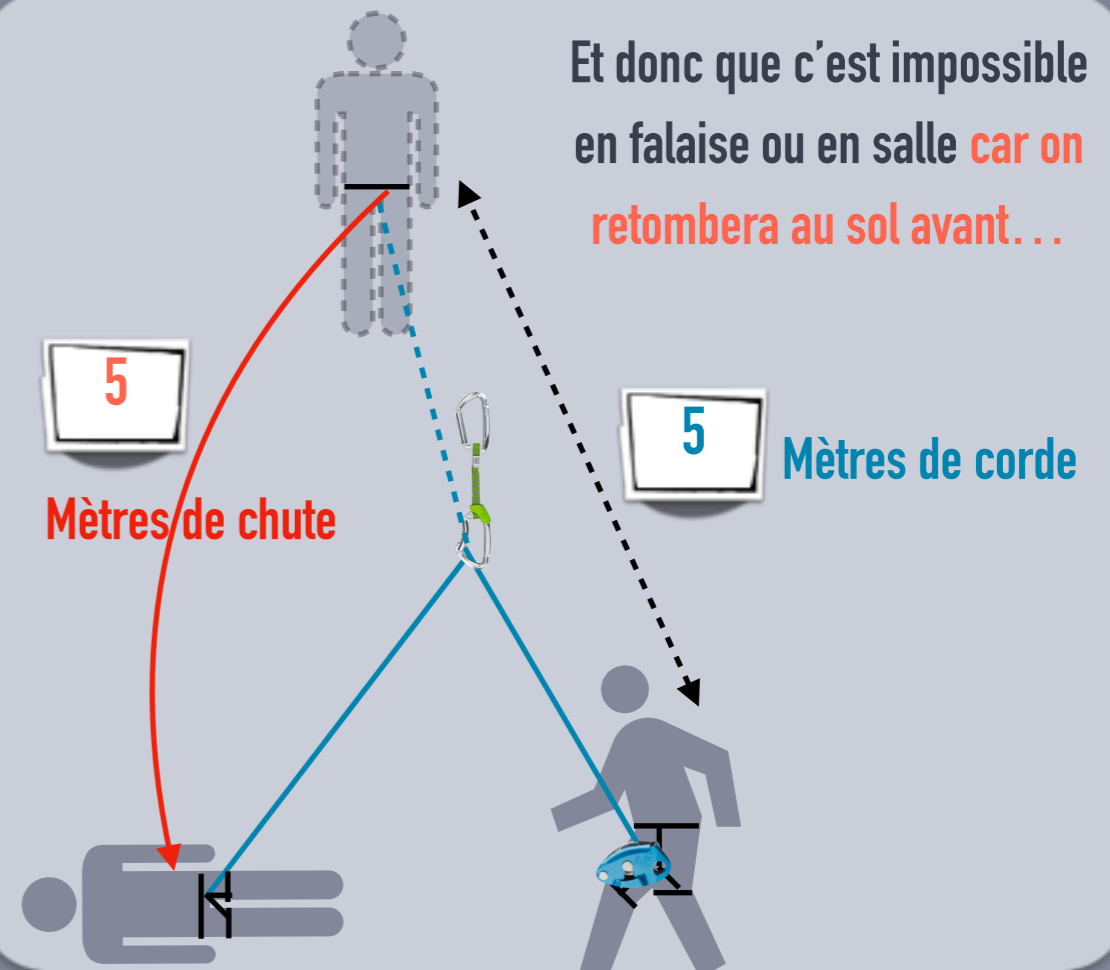 Et donc que c’est impossible
en falaise ou en salle car on
retombera au sol avant...
5
Mètres de chute
5
Mètres de corde